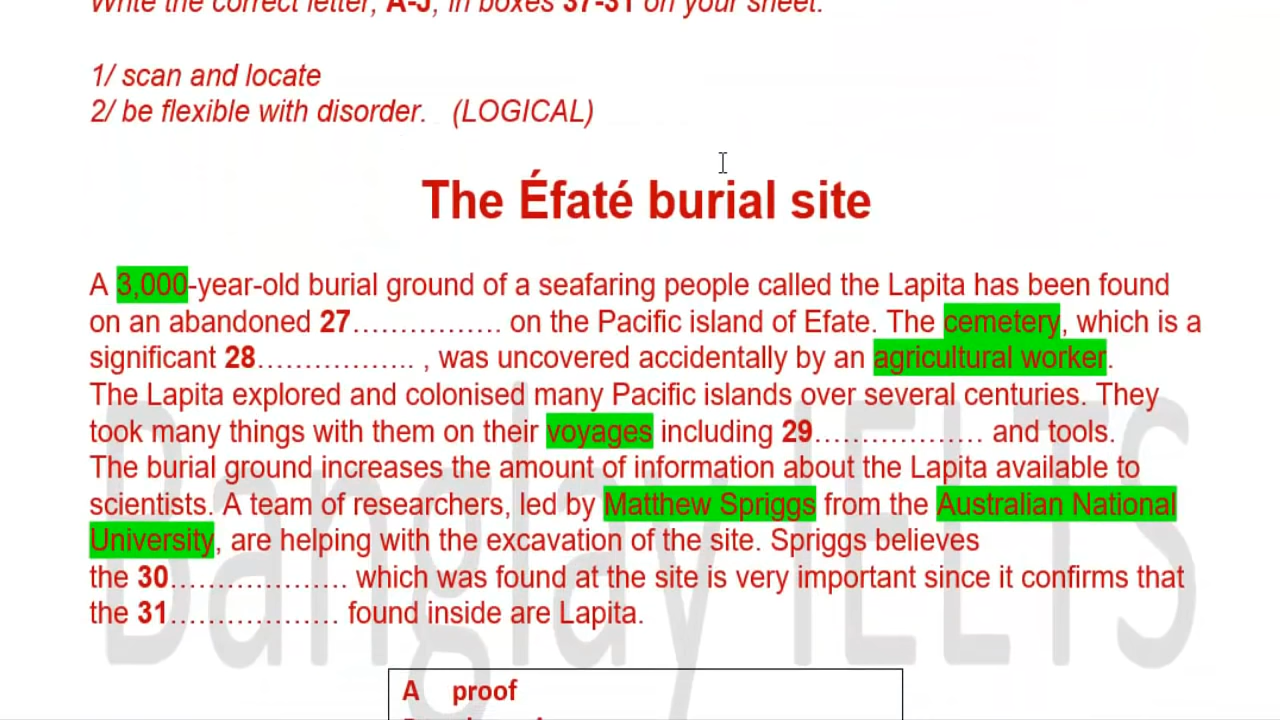 Write the correct letter, A-J, in boxes 37-31 on your sheet.
1/ scan and locate
2/ be flexible with disorder. (LOGICAL)
The Éfaté burial site
A 3,000-year-old burial ground of a seafaring people called the Lapita has been found
on an abandoned 27……………. on the Pacific island of Efate. The cemetery, which is a
significant 28…………….. , was uncovered accidentally by an agricultural worker.
The Lapita explored and colonised many Pacific islands over several centuries. They
took many things with them on their voyages including 29……………… and tools.
The burial ground increases the amount of information about the Lapita available to
scientists. A team of researchers, led by Matthew Spriggs from the Australian National
University, are helping with the excavation of the site. Spriggs believes
the 30………………. which was found at the site is very important since it confirms that
the 31……………… found inside are Lapita.
Banglay IELTS
A proof